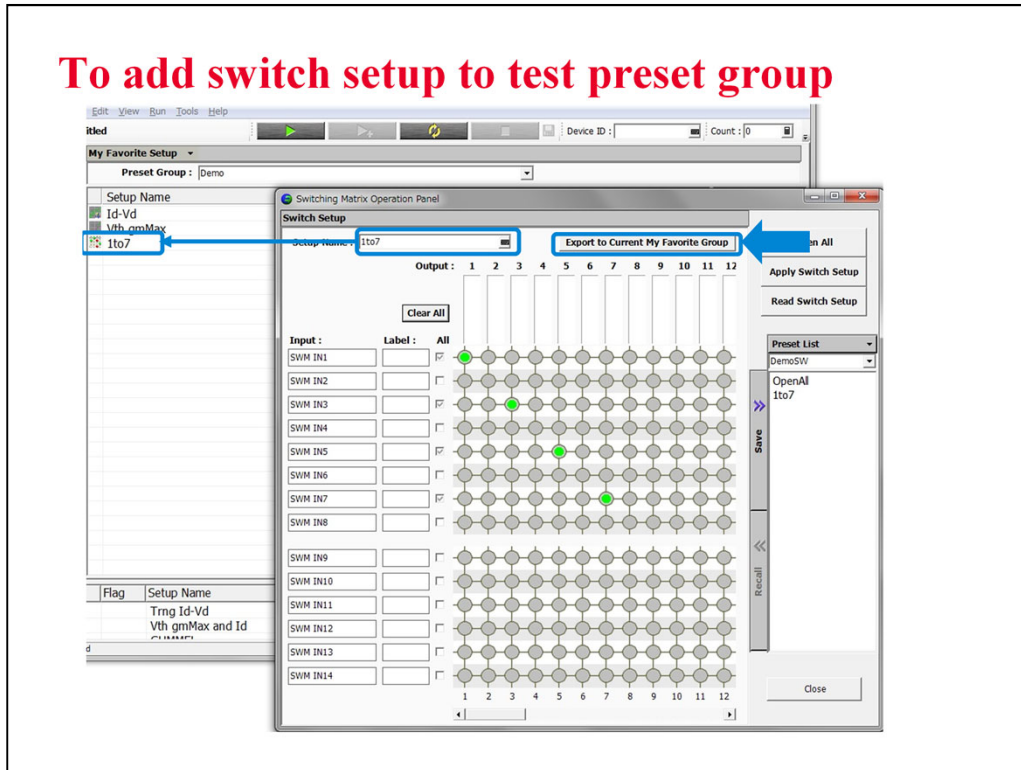 To add switch setup to test preset group
Edit View Run Tools Help
itled
Device ID :
Count : 0
My Favorite Setup
Preset Group : Demo
Setup Name
Id-Vd
Vth gmMax
1to7
Switching Matrix Operation Panel
Switch Setup
Setup Name : 1to7
Export to Current My Favorite Group
en All
Output : 1 2 3 4 5 6 7 8 9 10 11 12
Apply Switch Setup
Read Switch Setup
Clear All
Input : Label : All
Preset List
DemoSW
OpenAll
1to7
SWM IN1
SWM IN2
SWM IN3
SWM IN4
SWM IN5
SWM IN6
SWM IN7
SWM IN8
SWM IN9
SWM IN10
SWM IN11
SWM IN12
SWM IN13
SWM IN14
Save
Recall
1 2 3 4 5 6 7 8 9 10 11 12
Close
Flag Setup Name
Trng Id-Vd
Vth gmMax and Id
d